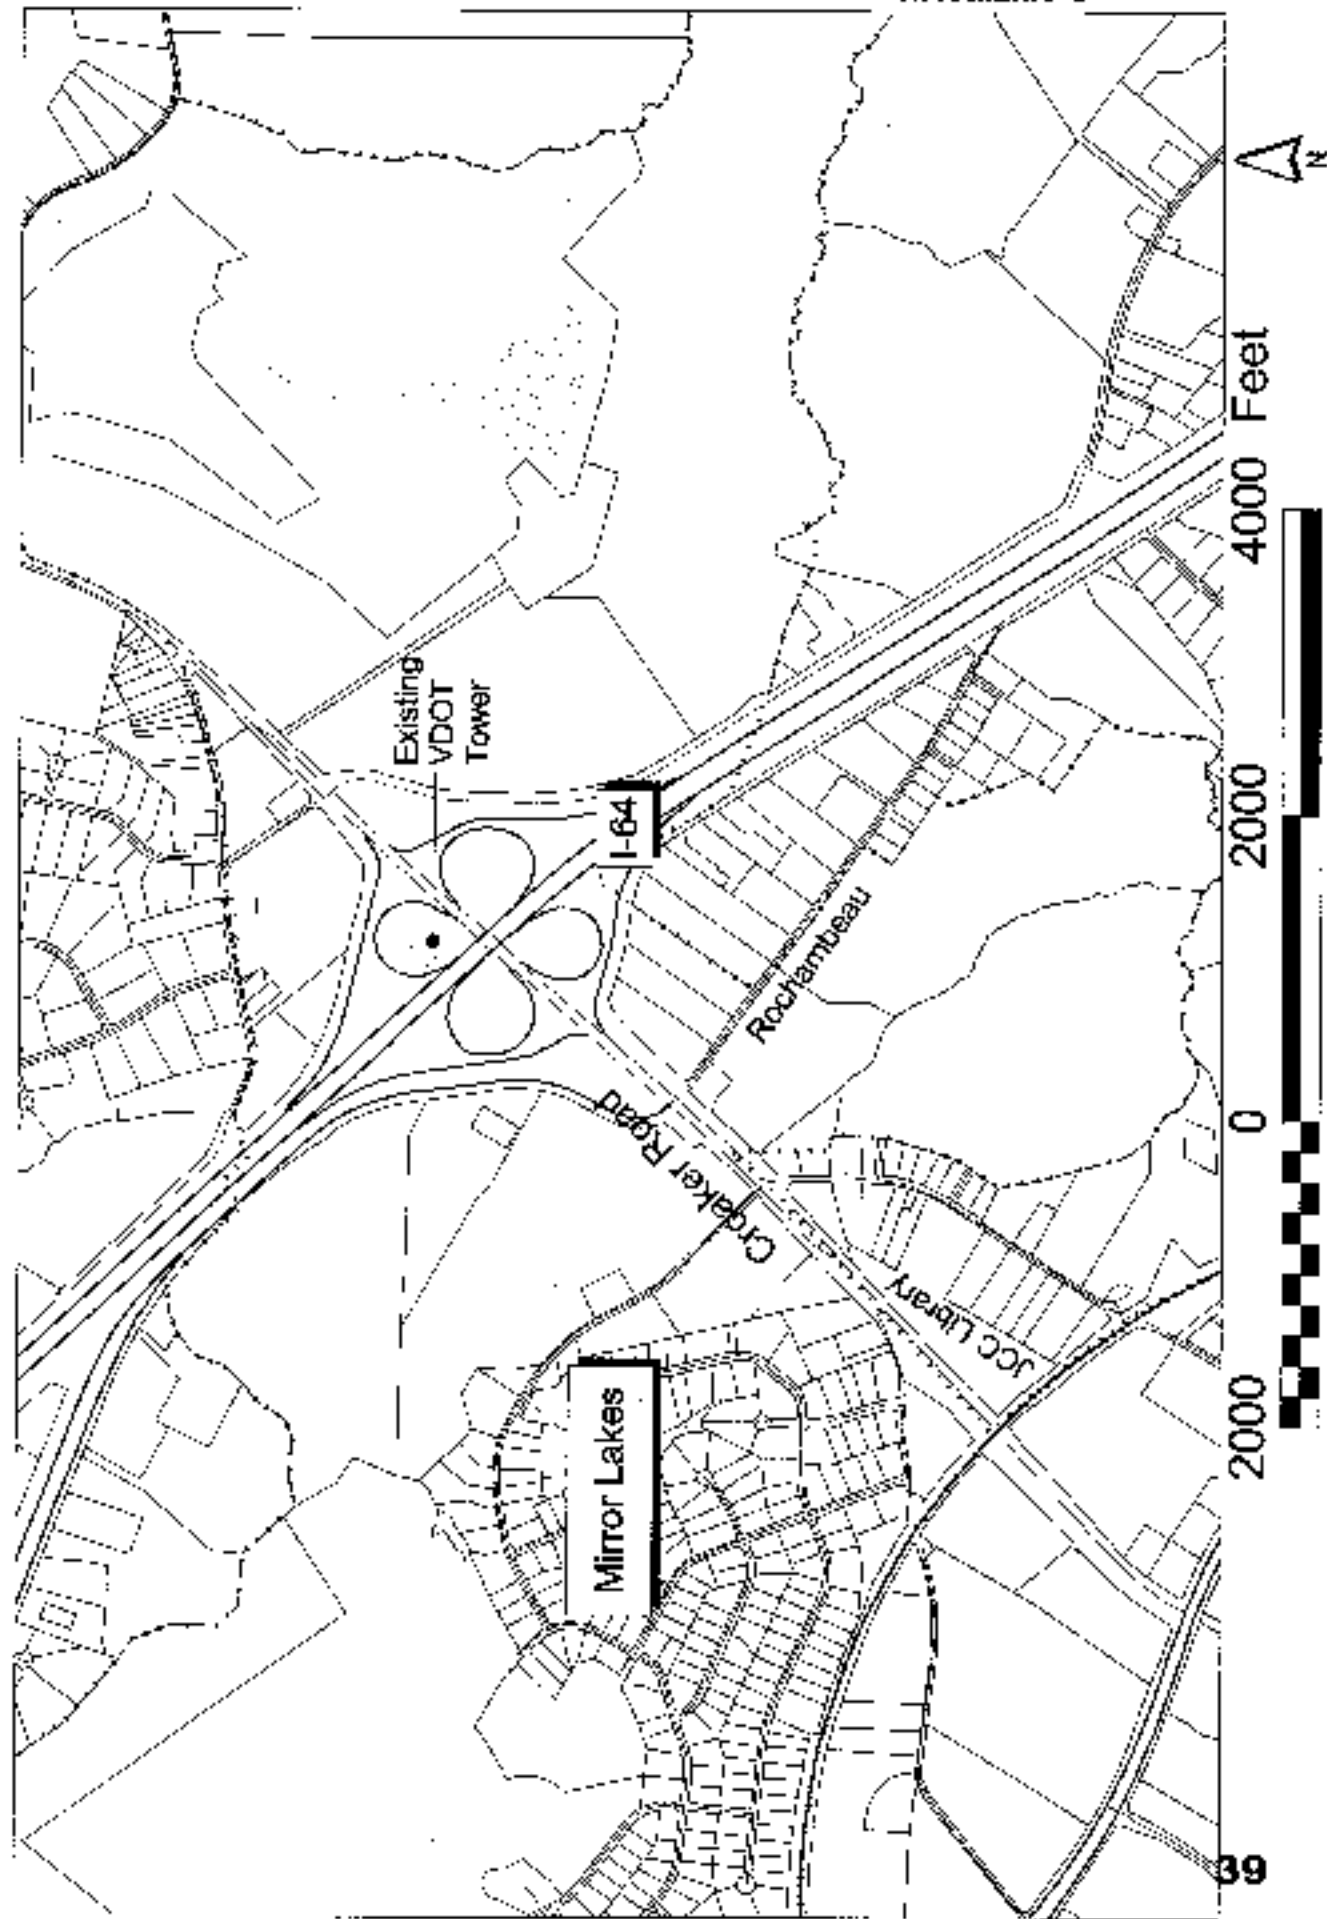 Existing
VDOT
Tower
I-64
Rochambeau
Croaker Road
JCC Library
Mirror Lakes
2000 0 2000 4000 Feet
N
39